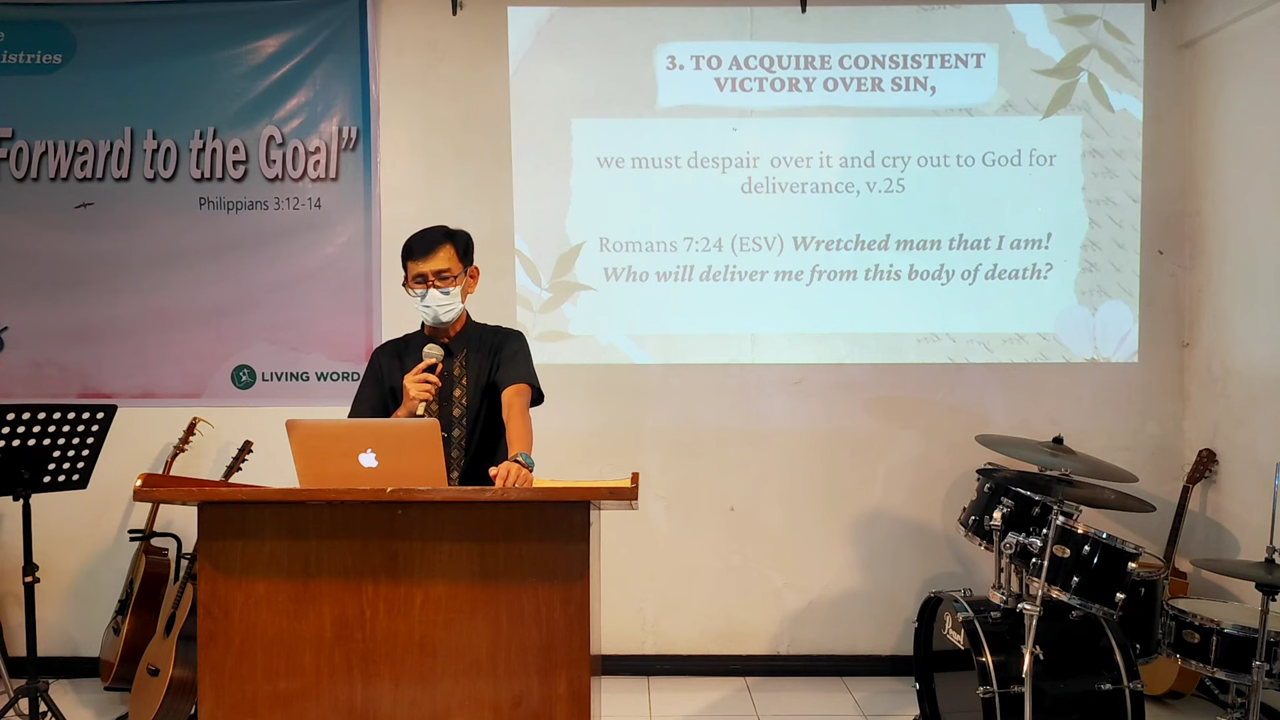 istries
Forward to the Goal”
Philippians 3:12-14
LIVING WORD
3. TO ACQUIRE CONSISTENT
VICTORY OVER SIN,
we must despair over it and cry out to God for
deliverance, v.25
Romans 7:24 (ESV) Wretched man that I am!
Who will deliver me from this body of death?
Pearl